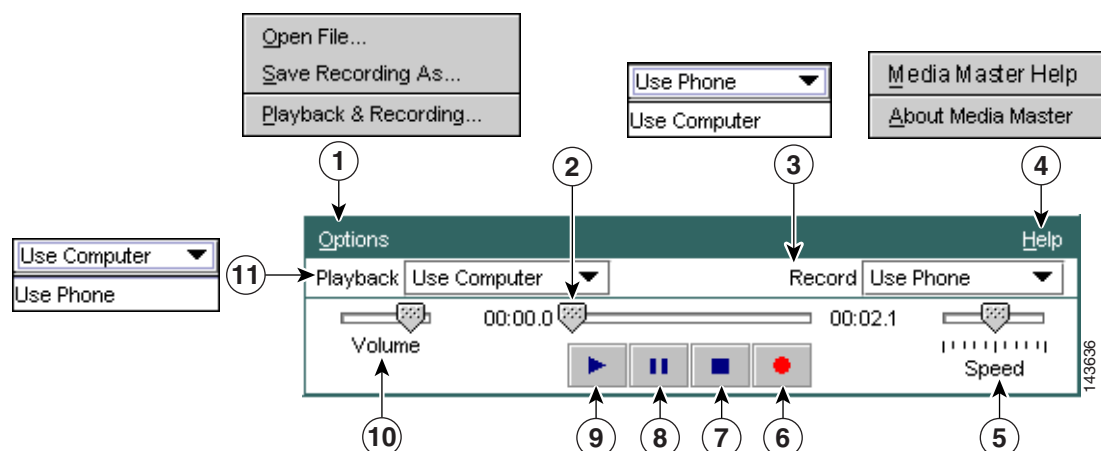 Open File...
Save Recording As...
Playback & Recording...
Use Phone
Use Computer
Media Master Help
About Media Master
1
2
3
4
Options
Help
Use Computer
Use Phone
11
Playback
Use Computer
Record
Use Phone
00:00.0
00:02.1
Volume
Speed
143636
10
9
8
7
6
5